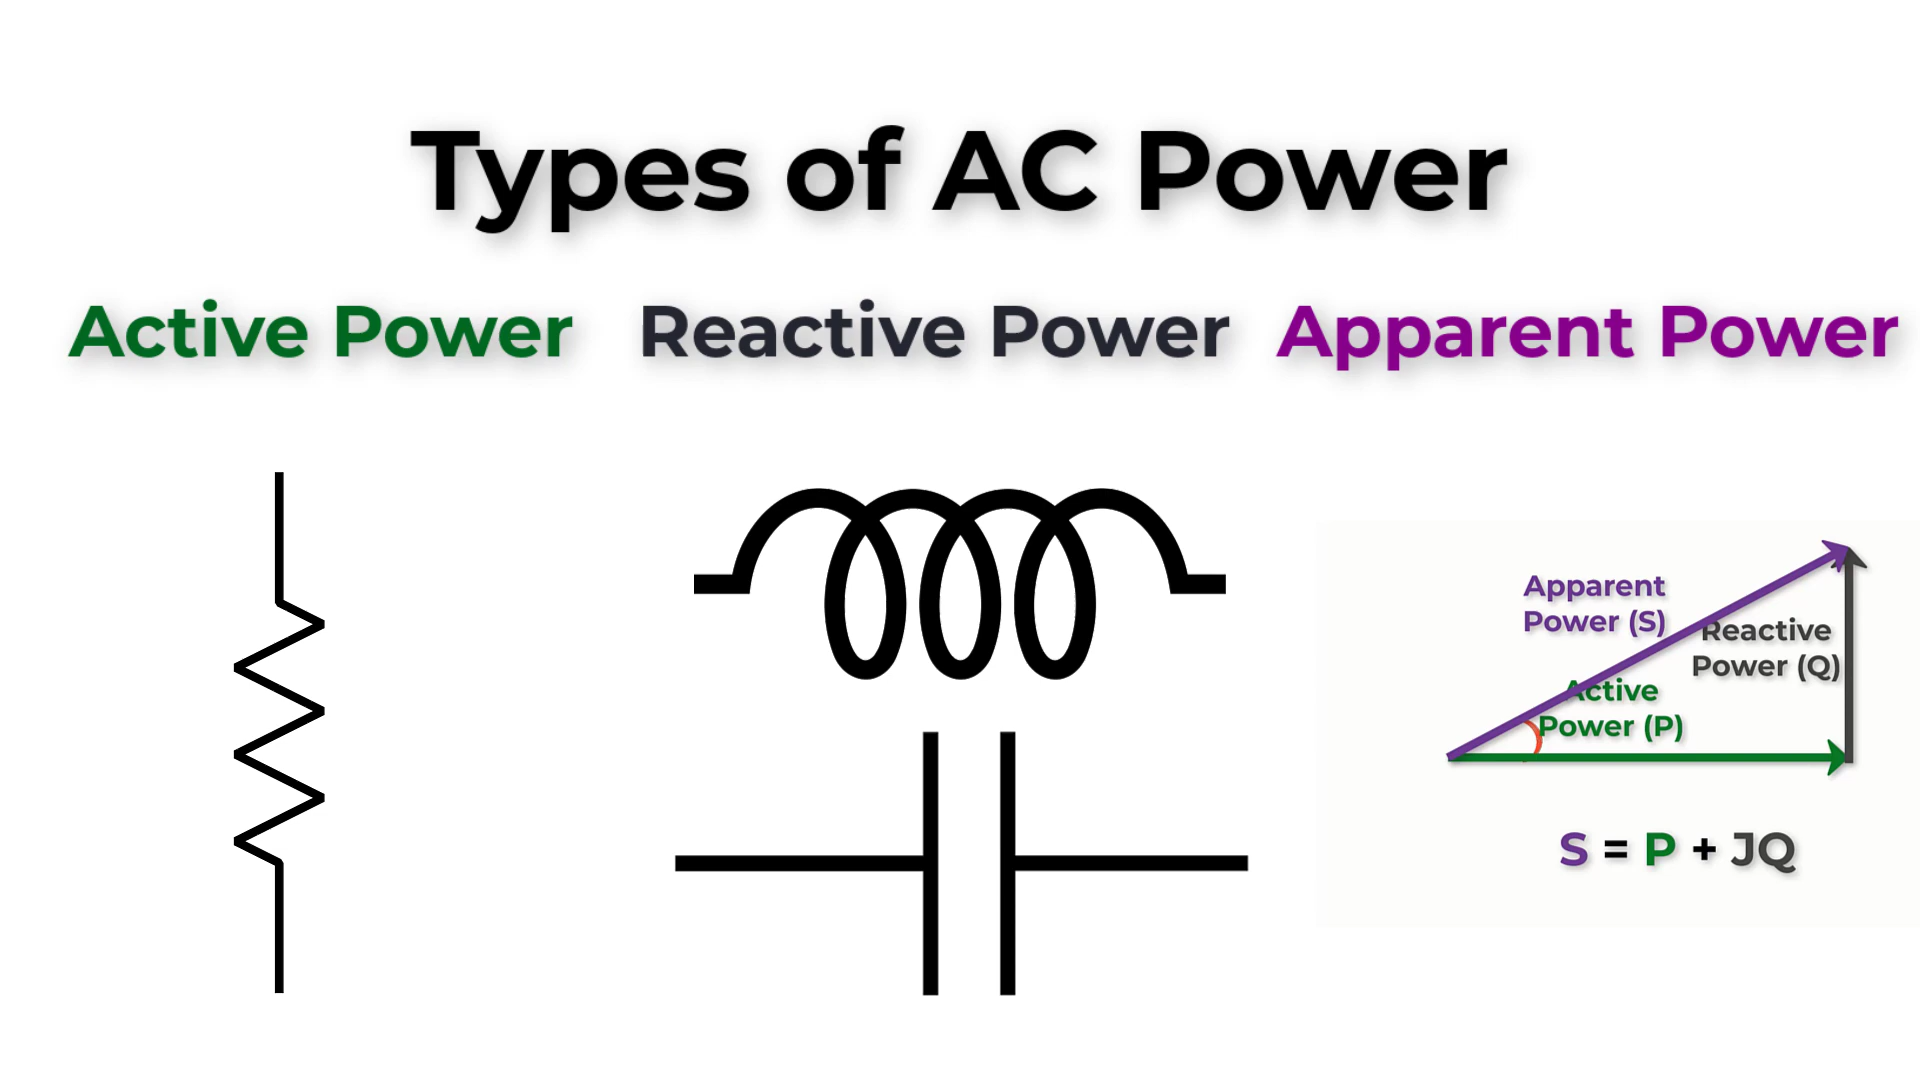 Types of AC Power
Active Power
Reactive Power
Apparent Power
Apparent
Power (S)
Reactive
Power (Q)
Active
Power (P)
S = P + JQ